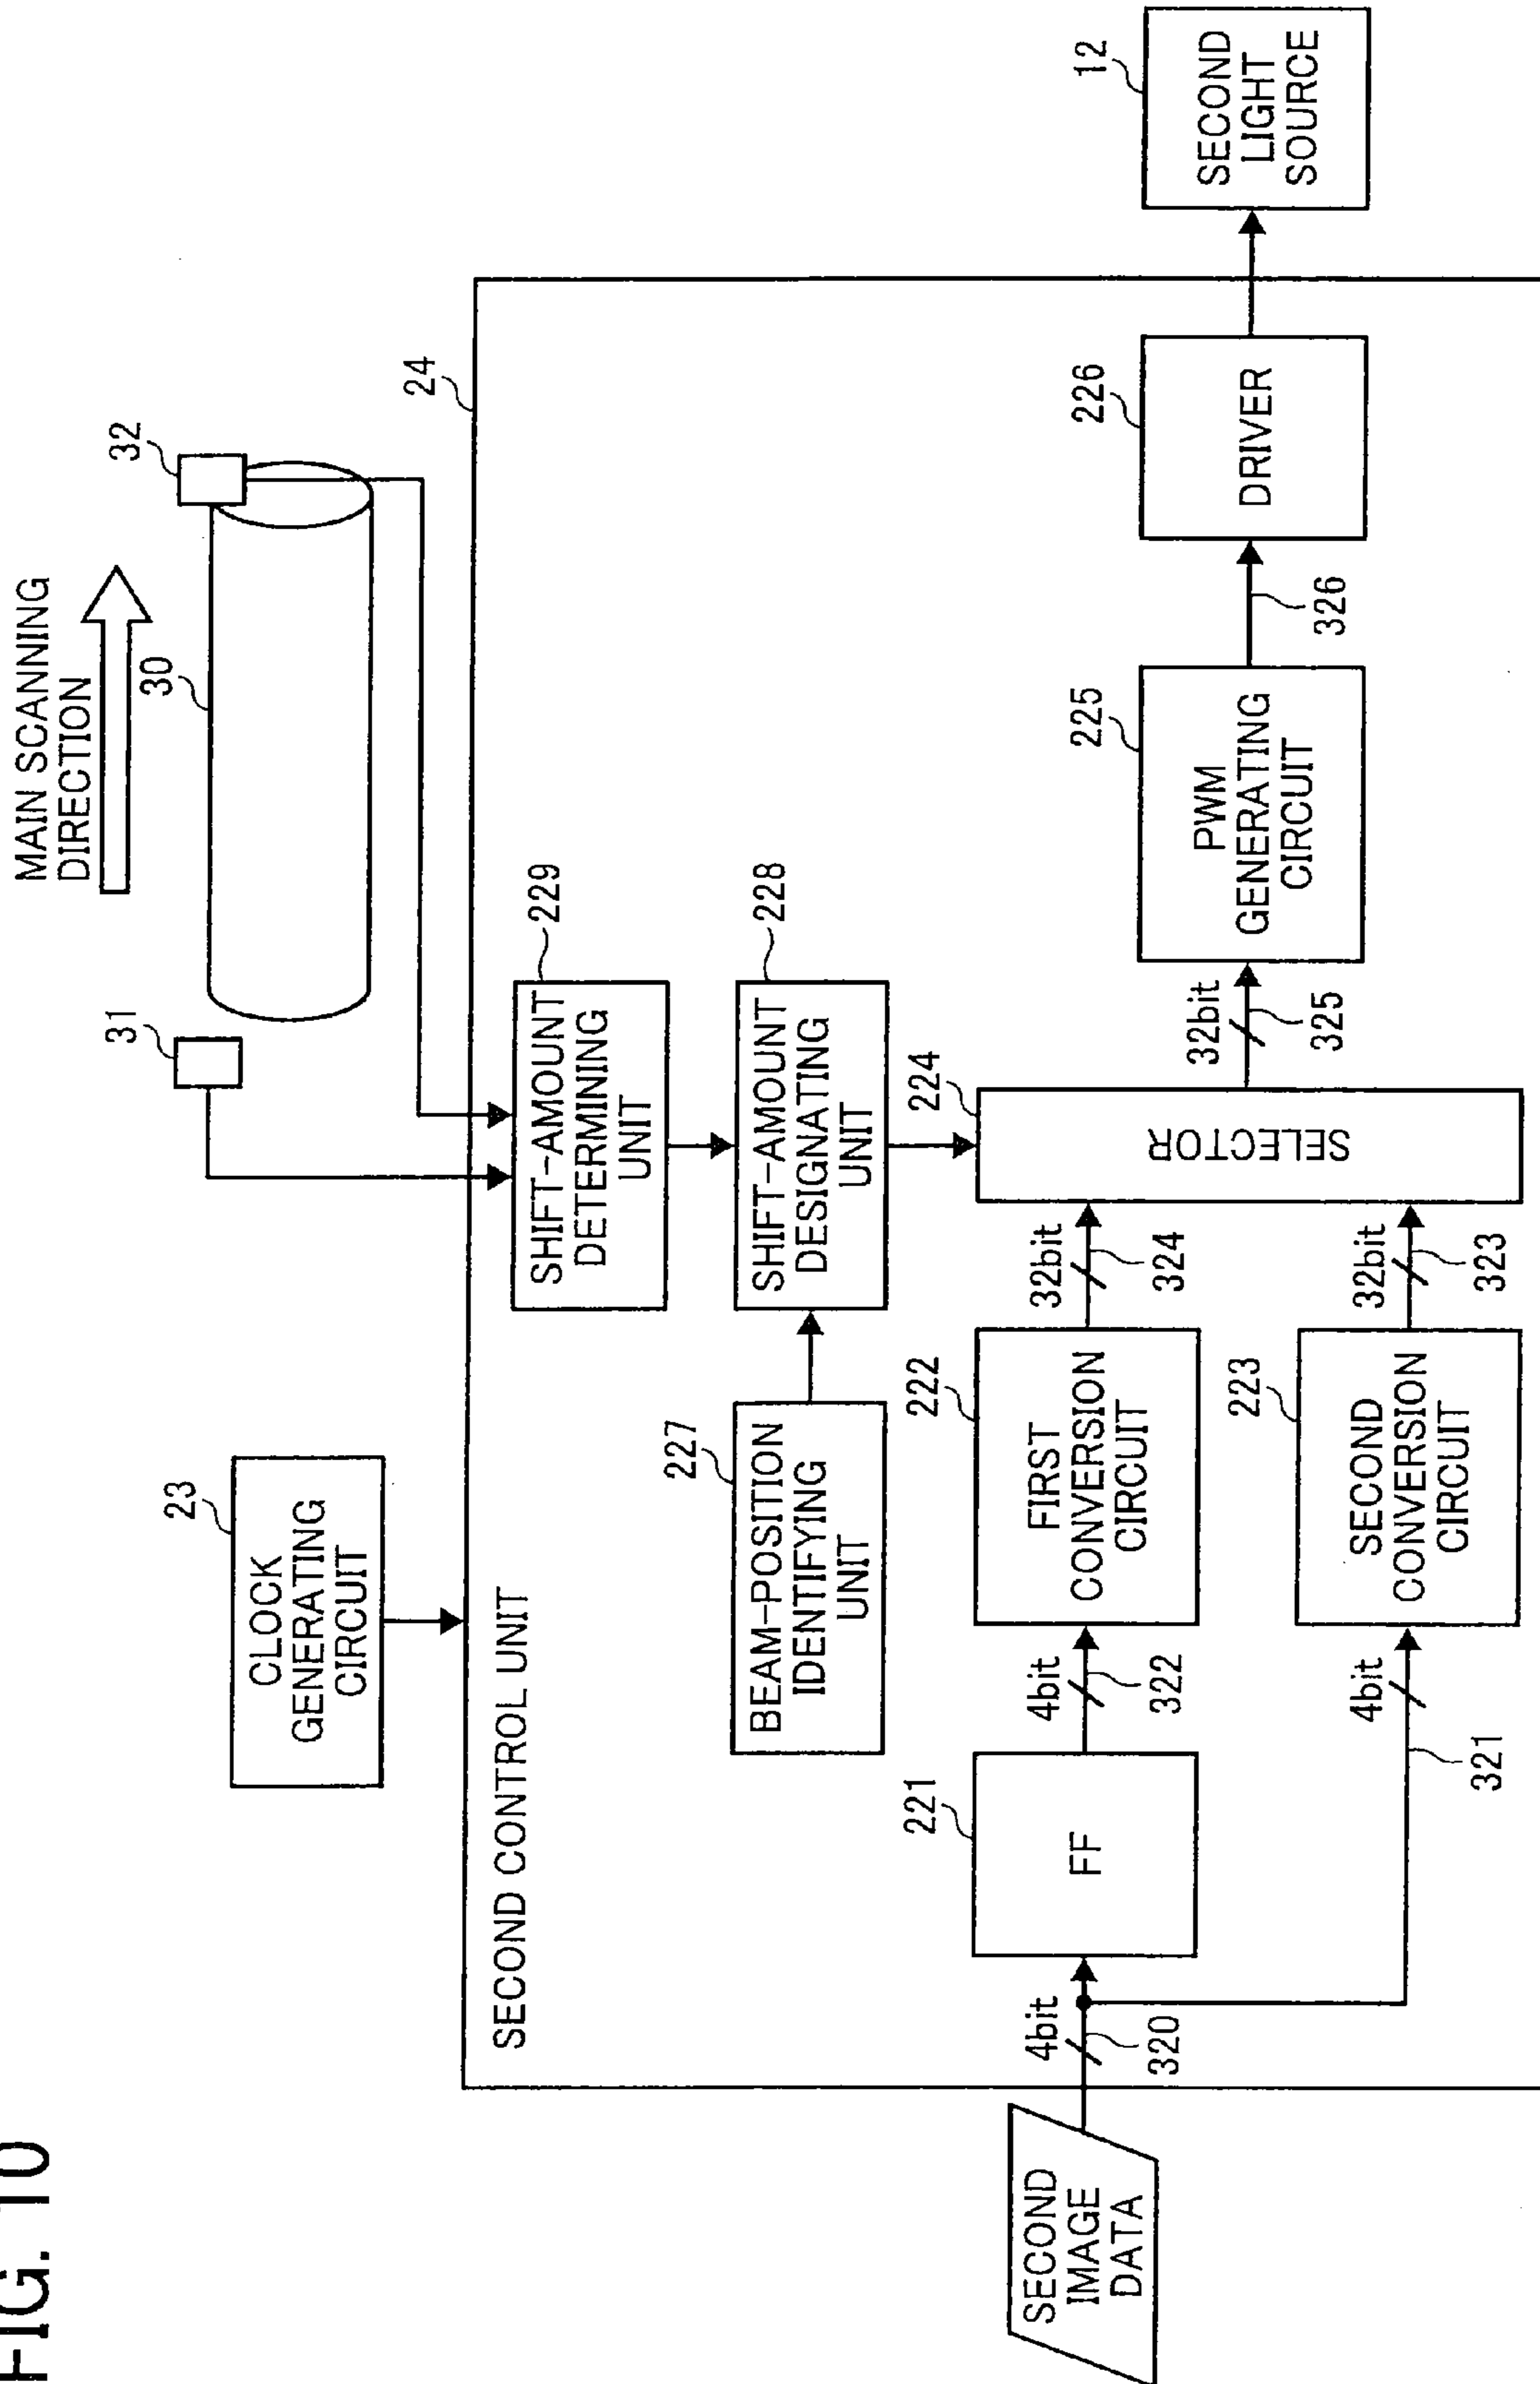 FIG. 10
MAIN SCANNING
DIRECTION
30
31
32
23
CLOCK
GENERATING
CIRCUIT
24
SECOND CONTROL UNIT
229
SHIFT-AMOUNT
DETERMINING
UNIT
227
BEAM-POSITION
IDENTIFYING
UNIT
228
SHIFT-AMOUNT
DESIGNATING
UNIT
SECOND
IMAGE
DATA
4bit
320
221
FF
4bit
322
222
FIRST
CONVERSION
CIRCUIT
32bit
324
4bit
321
223
SECOND
CONVERSION
CIRCUIT
32bit
323
224
SELECTOR
32bit
325
225
PWM
GENERATING
CIRCUIT
326
226
DRIVER
12
SECOND
LIGHT
SOURCE